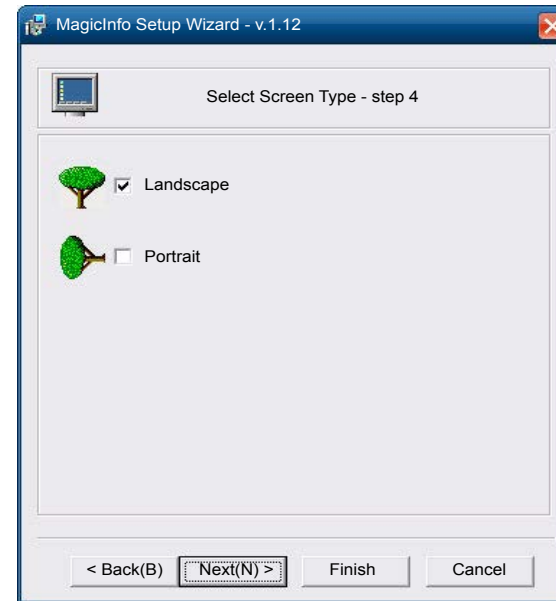 MagicInfo Setup Wizard - v.1.12
Select Screen Type - step 4
Landscape
Portrait
< Back(B) Next(N) > Finish Cancel